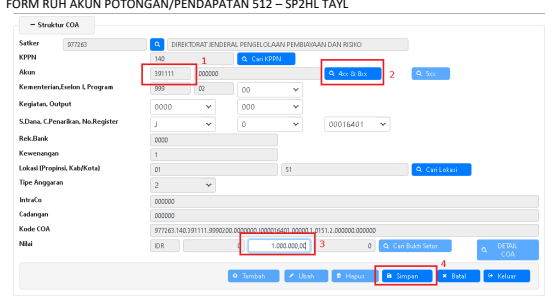 FORM RUH AKUN POTONGAN/PENDAPATAN 512 – SP2HL TAYL
− Struktur COA
Satker 977263 DIREKTORAT JENDERAL PENGELOLAAN PEMBIAYAAN DAN RISIKO
KPPN 140 1 Cari KPPN
Akun 391111 000000 4xx & 8xx 2 5xx
Kementerian,Eselon I, Program 999 02 00
Kegiatan, Output 0000 000
S.Dana, C.Penarikan, No.Register J 0 00016401
Rek.Bank 0000
Kewenangan 1
Lokasi (Propinsi, Kab/Kota) 01 51 Cari Lokasi
Tipe Anggaran 2
IntraCo 000000
Cadangan 000000
Kode COA 977263.140.391111.9990200.0000000.J000016401.00000.1.0151.2.000000.000000
Nilai IDR 0 1.000.000,00 3 0 Cari Bukti Setor DETAIL COA
4
Tambah Ubah Hapus Simpan Batal Keluar